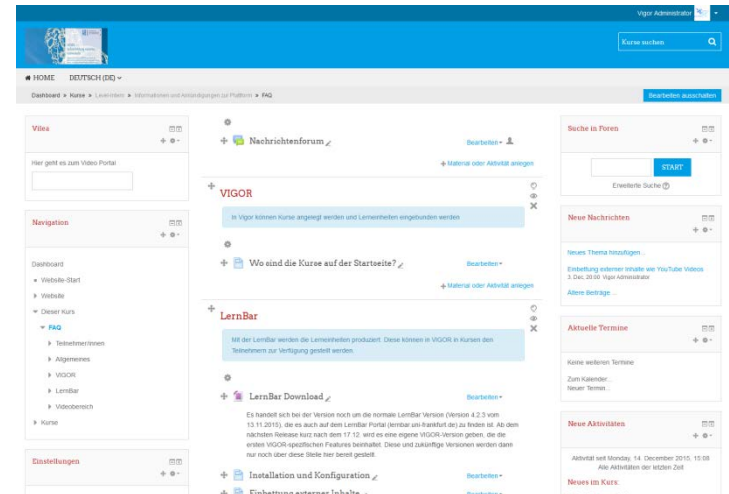 Vigor Administrator
Kurse suchen
HOME DEUTSCH (DE)
Dashboard > Kurse > > Informationen und Ankündigungen zur Plattform > FAQ
Bearbeiten ausschalten
Vilea
Hier geht es zum Video Portal
Navigation
Dashboard
Website-Start
Website
Dieser Kurs
FAQ
Teilnehmer/innen
Allgemeines
VIGOR
LernBar
Videobereich
Kurse
Einstellungen
Nachrichtenforum
Bearbeiten
Material oder Aktivität anlegen
VIGOR
In Vigor können Kurse angelegt werden und Lerneinheiten eingebunden werden
Wo sind die Kurse auf der Startseite?
Bearbeiten
Material oder Aktivität anlegen
LernBar
Mit der LernBar werden die Lerneinheiten produziert. Diese können in VIGOR in Kursen den
Teilnehmern zur Verfügung gestellt werden.
LernBar Download
Bearbeiten
Es handelt sich bei der Version noch um die normale LernBar Version (Version 4.2.3 vom
13.11.2015), die es auch auf dem LernBar Portal (lernbar.uni-frankfurt.de) zu finden ist. Ab dem
nächsten Release kurz nach dem 17.12. wird es eine eigene VIGOR-Version geben, die die
ersten VIGOR-spezifischen Features beinhaltet. Diese und zukünftige Versionen werden dann
nur noch über diese Stelle hier bereit gestellt.
Installation und Konfiguration
Bearbeiten
Einbettung externer Inhalte
Bearbeiten
Suche in Foren
START
Erweiterte Suche
Neue Nachrichten
Neues Thema hinzufügen...
Einbettung externer Inhalte wie YouTube Videos
3. Dec, 20:00 Vigor Administrator
Ältere Beiträge ...
Aktuelle Termine
Keine weiteren Termine
Zum Kalender...
Neuer Termin...
Neue Aktivitäten
Aktivität seit Monday, 14. December 2015, 15:08
Alle Aktivitäten der letzten Zeit
Neues im Kurs: